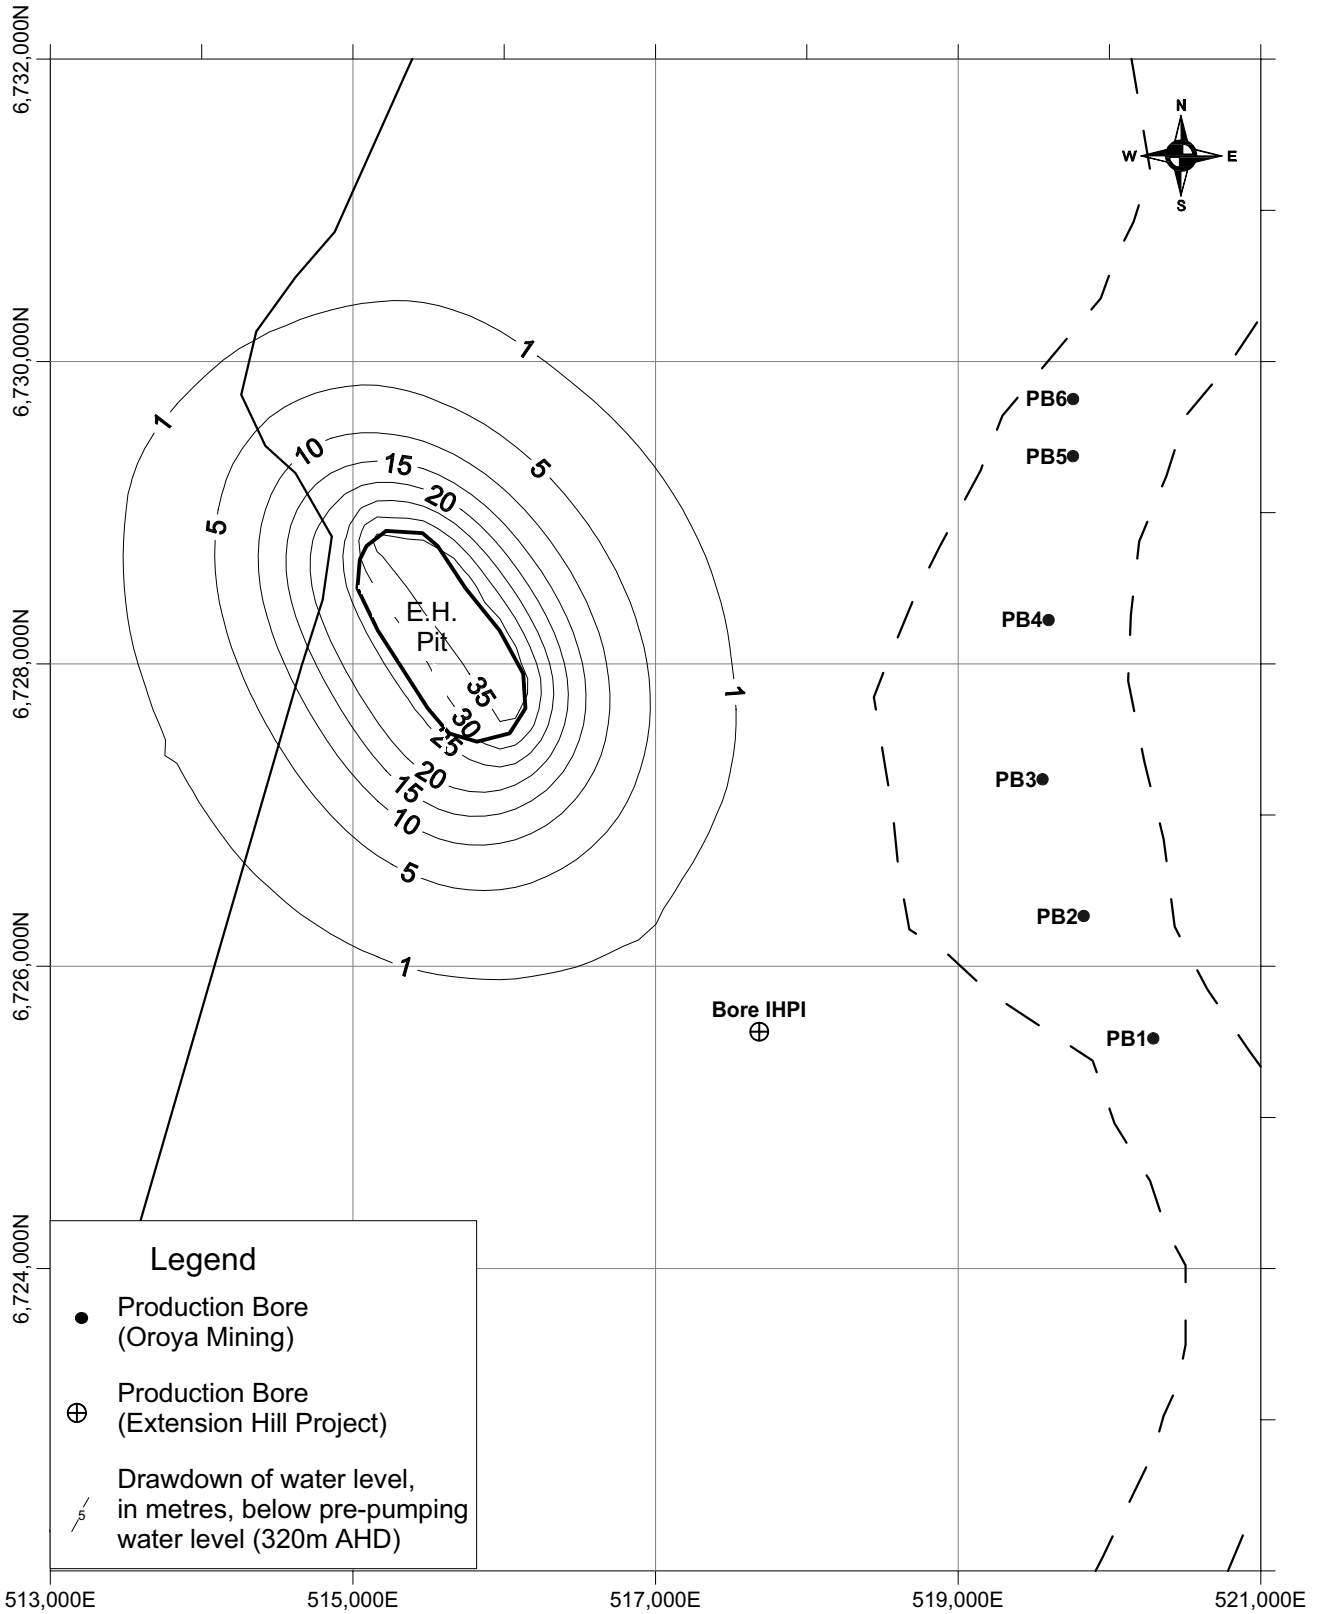 6,732,000N
N
W
E
S
1
6,730,000N
PB6
1
10
5
PB5
15
20
5
E.H.
Pit
PB4
6,728,000N
35
1
30
25
20
15
PB3
10
5
PB2
6,726,000N
1
Bore IHPI
PB1
6,724,000N
Legend
Production Bore
(Oroya Mining)
Production Bore
(Extension Hill Project)
Drawdown of water level,
5
in metres, below pre-pumping
water level (320m AHD)
513,000E
515,000E
517,000E
519,000E
521,000E